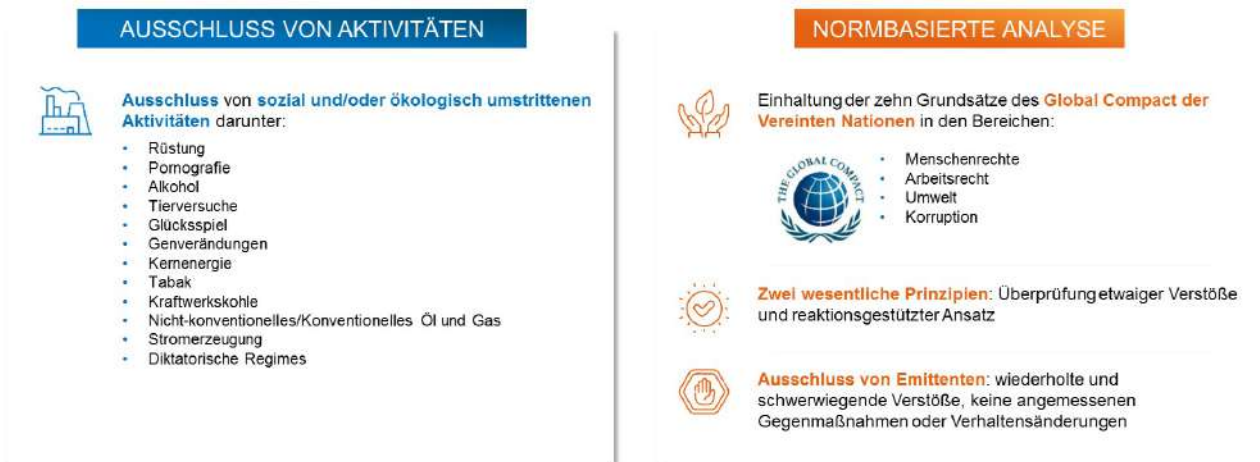 AUSSCHLUSS VON AKTIVITÄTEN
Ausschluss von sozial und/oder ökologisch umstrittenen
Aktivitäten darunter:
• Rüstung
• Pornografie
• Alkohol
• Tierversuche
• Glücksspiel
• Genverändungen
• Kernenergie
• Tabak
• Kraftwerkskohle
• Nicht-konventionelles/Konventionelles Öl und Gas
• Stromerzeugung
• Diktatorische Regimes
NORMBASIERTE ANALYSE
Einhaltung der zehn Grundsätze des Global Compact der
Vereinten Nationen in den Bereichen:
THE GLOBAL COMPACT
• Menschenrechte
• Arbeitsrecht
• Umwelt
• Korruption
Zwei wesentliche Prinzipien: Überprüfung etwaiger Verstöße
und reaktionsgestützter Ansatz
Ausschluss von Emittenten: wiederholte und
schwerwiegende Verstöße, keine angemessenen
Gegenmaßnahmen oder Verhaltensänderungen